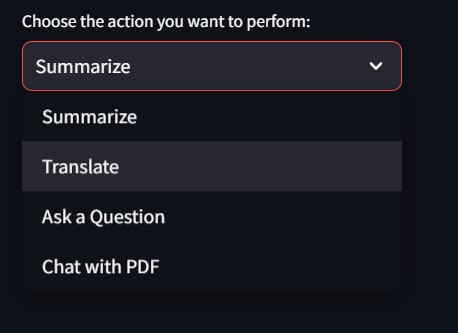 Choose the action you want to perform:
Summarize
Summarize
Translate
Ask a Question
Chat with PDF